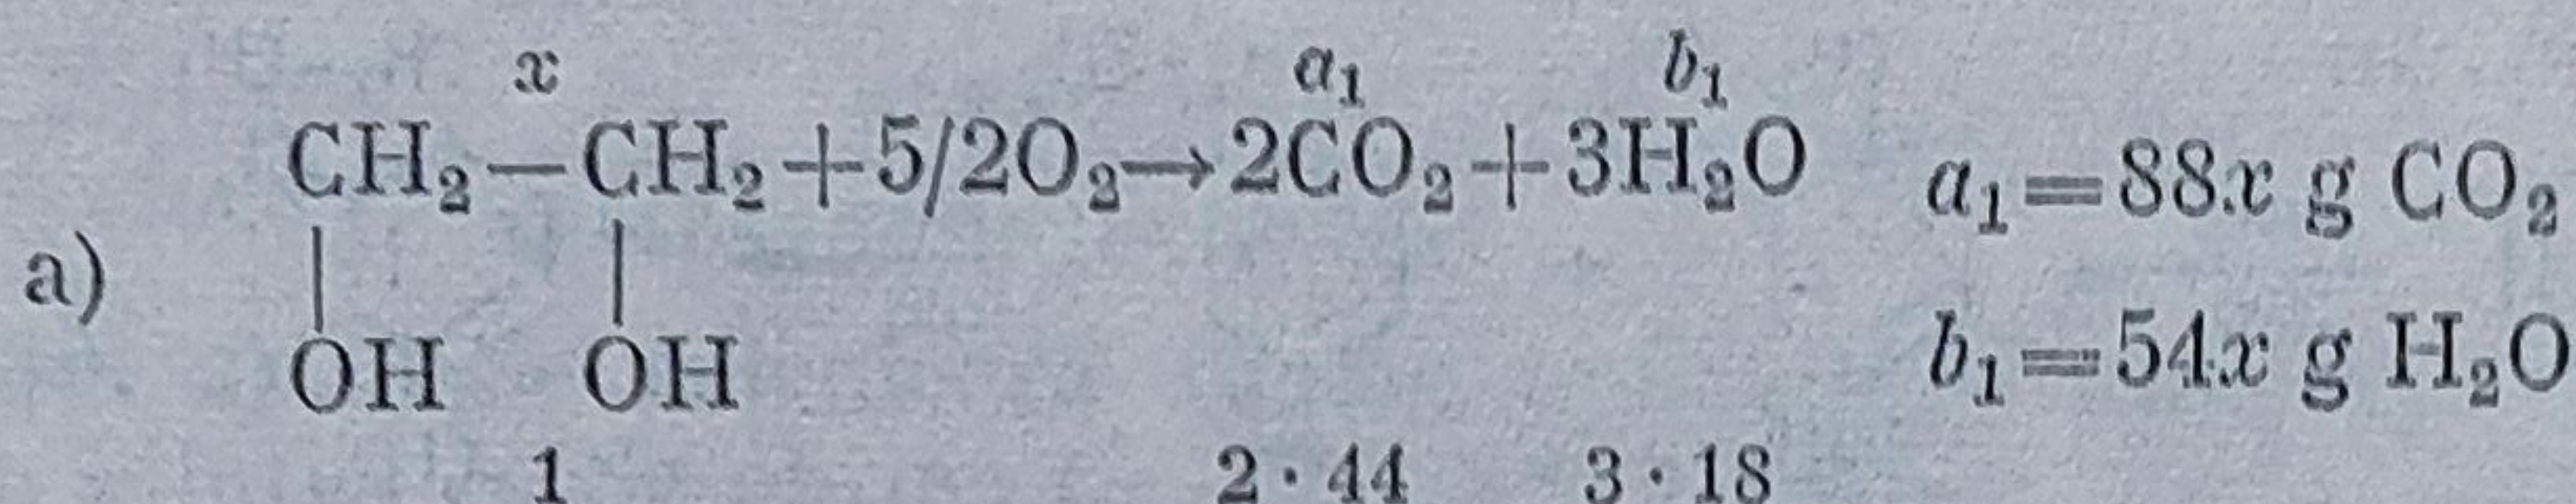 x a₁ b₁
CH₂—CH₂+5/2O₂→2CO₂+3H₂O a₁=88x g CO₂
a) | |
b₁=54x g H₂O
OH OH
1 2·44 3·18